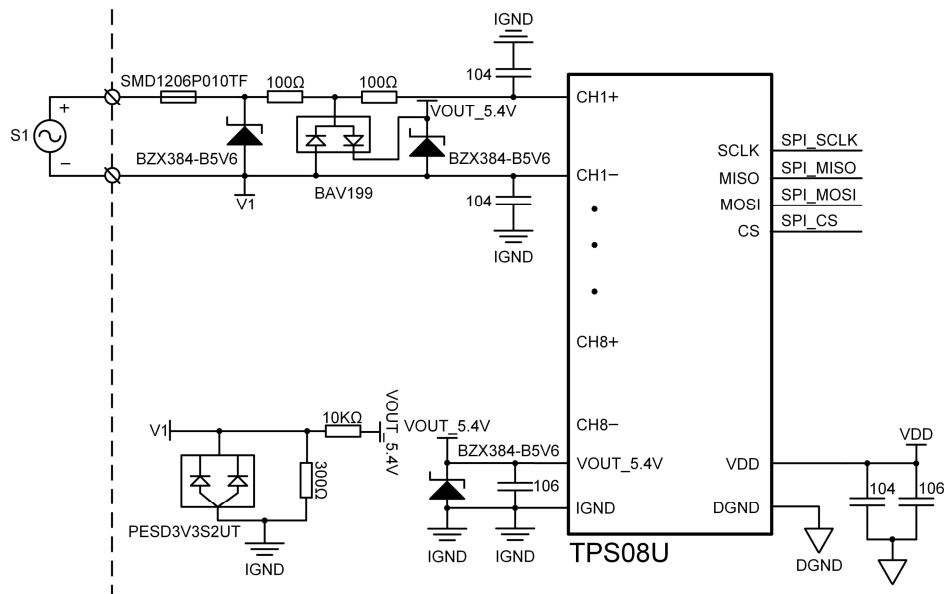 IGND
104
SMD1206P010TF
100Ω
100Ω
VOUT_5.4V
CH1+
S1
+
−
BZX384-B5V6
BZX384-B5V6
BAV199
V1
CH1−
104
IGND
SCLK
SPI_SCLK
MISO
SPI_MISO
MOSI
SPI_MOSI
CS
SPI_CS
CH8+
CH8−
V1
10KΩ
VOUT_5.4V
300Ω
PESD3V3S2UT
IGND
VOUT_5.4V
BZX384-B5V6
106
IGND
IGND
VOUT_5.4V
IGND
VDD
DGND
VDD
104
106
DGND
TPS08U